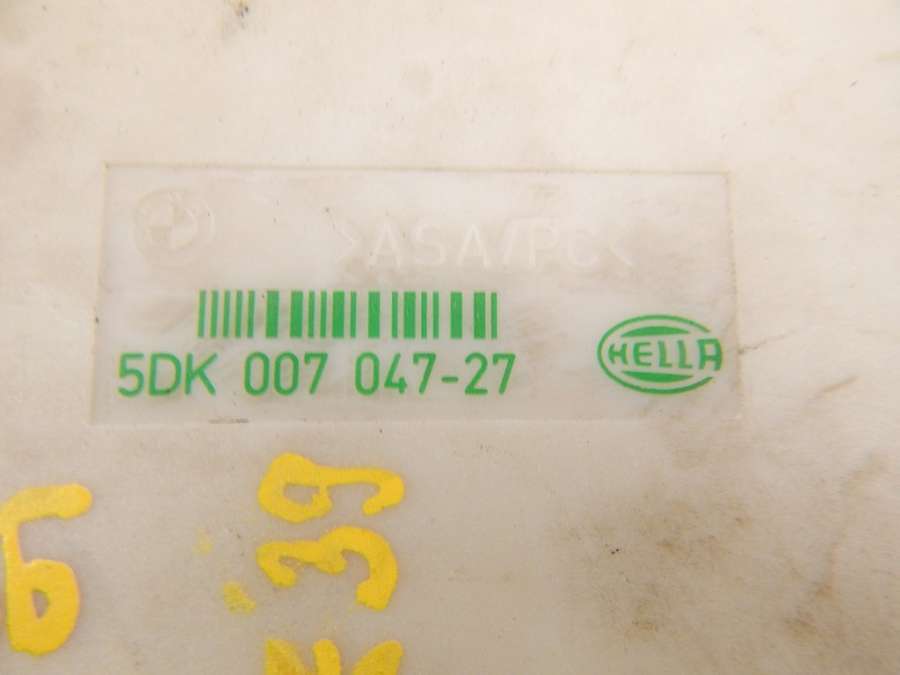 >ASA/PC<
5DK 007 047-27
HELLA
Б
39